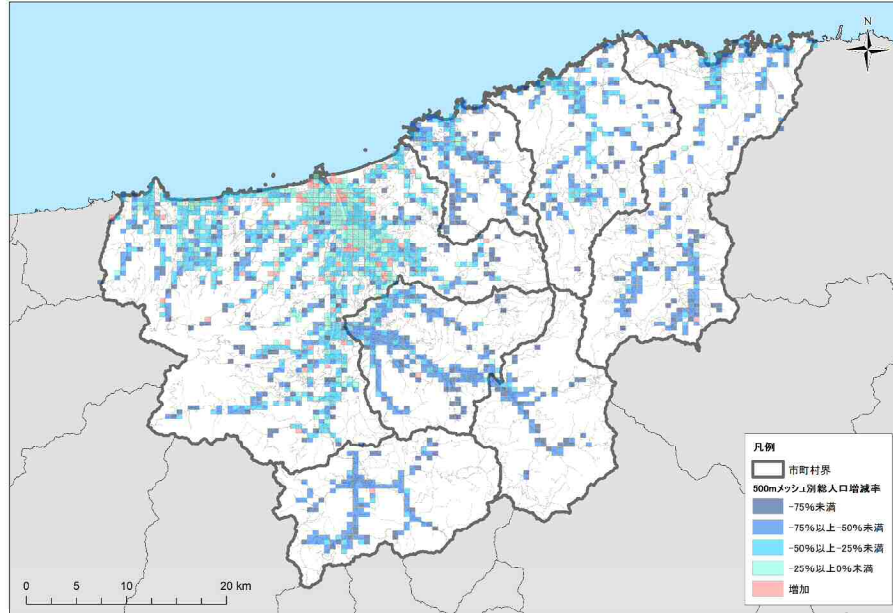 N
凡例
市町村界
500mメッシュ別総人口増減率
-75%未満
-75%以上-50%未満
-50%以上-25%未満
-25%以上0%未満
増加
0 10 20 km